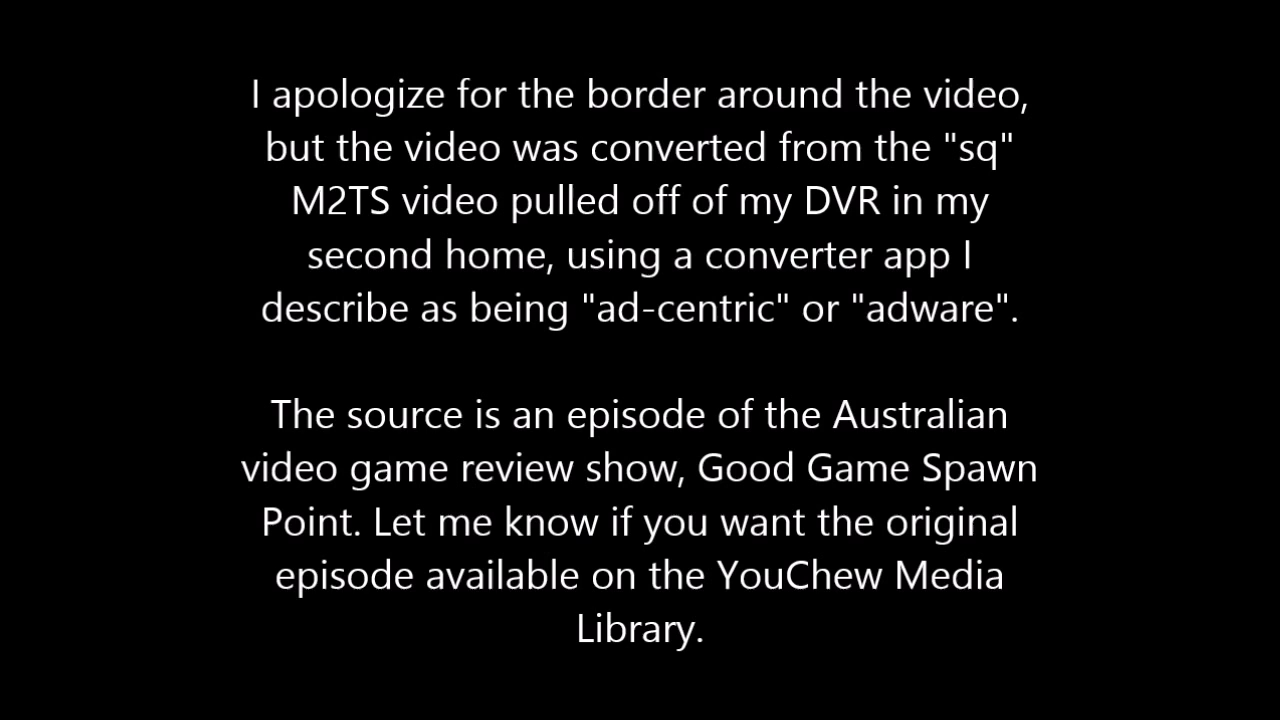 I apologize for the border around the video,
but the video was converted from the "sq"
M2TS video pulled off of my DVR in my
second home, using a converter app I
describe as being "ad-centric" or "adware".
The source is an episode of the Australian
video game review show, Good Game Spawn
Point. Let me know if you want the original
episode available on the YouChew Media
Library.